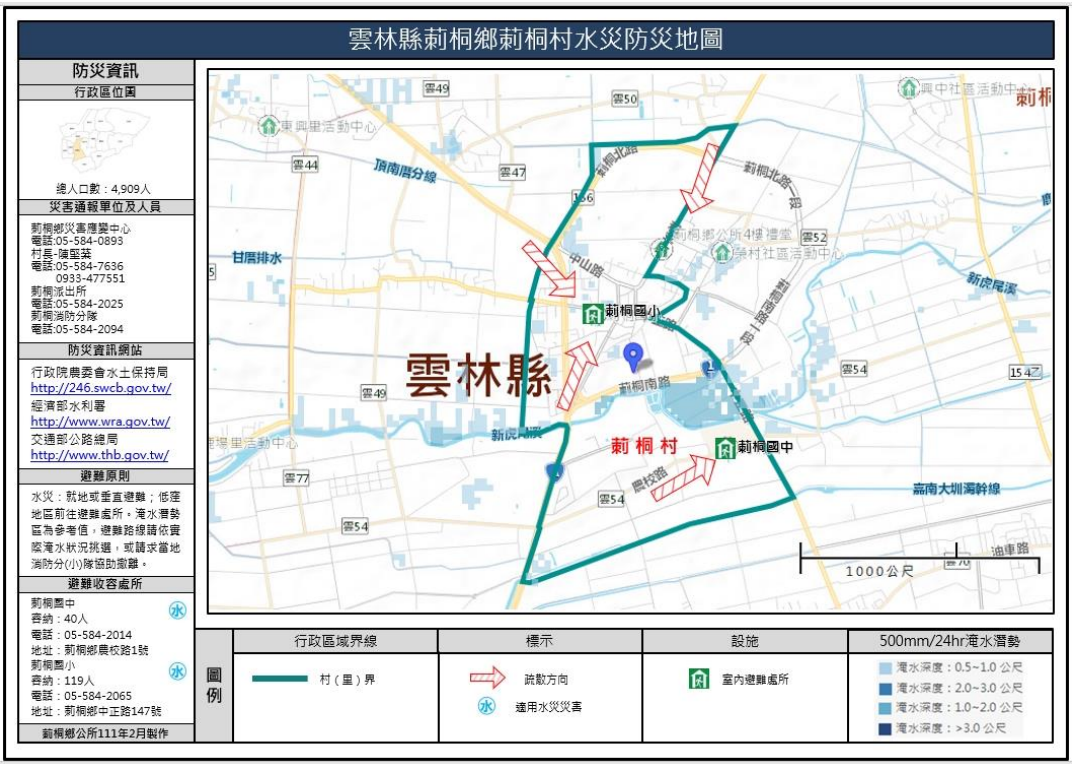 雲林縣莿桐鄉莿桐村水災防災地圖
防災資訊
行政區位圖
總人口數：4,909人
災害通報單位及人員
莿桐鄉災害應變中心
電話:05-584-0893
村長-陳堅棻
電話:05-584-7636
0933-477551
莿桐派出所
電話:05-584-2025
莿桐消防分隊
電話:05-584-2094
防災資訊網站
行政院農委會水土保持局
http://246.swcb.gov.tw/
經濟部水利署
http://www.wra.gov.tw/
交通部公路總局
http://www.thb.gov.tw/
避難原則
水災：就地或垂直避難；低窪
地區前往避難處所。淹水潛勢
區為參考值，避難路線請依實
際淹水狀況挑選，或請求當地
消防分(小)隊協助撤離。
避難收容處所
莿桐國中
容納：40人
電話：05-584-2014
地址：莿桐鄉農校路1號
水
莿桐國小
容納：119人
電話：05-584-2065
地址：莿桐鄉中正路147號
水
莿桐鄉公所111年2月製作
雲49
雲50
興中社區活動中心
莿桐
東興里活動中心
雲44
頂南厝分線
雲47
莿桐北路
莿桐北路一段
156
莿桐鄉公所4樓禮堂
雲52
榮村社區活動中心
甘厝排水
5
中山路
新虎尾溪
莿桐國小
莿桐南路一段
雲林縣
莿桐南路
雲54
154乙
雲49
新虎尾溪
莿桐村
莿桐國中
農校路
雲77
雲54
雲54
嘉南大圳濁幹線
油車路
雲70
1000公尺
圖例
行政區域界線
村（里）界
標示
疏散方向
水
適用水災災害
設施
室內避難處所
500mm/24hr淹水潛勢
淹水深度：0.5~1.0 公尺
淹水深度：2.0~3.0 公尺
淹水深度：1.0~2.0 公尺
淹水深度：>3.0 公尺